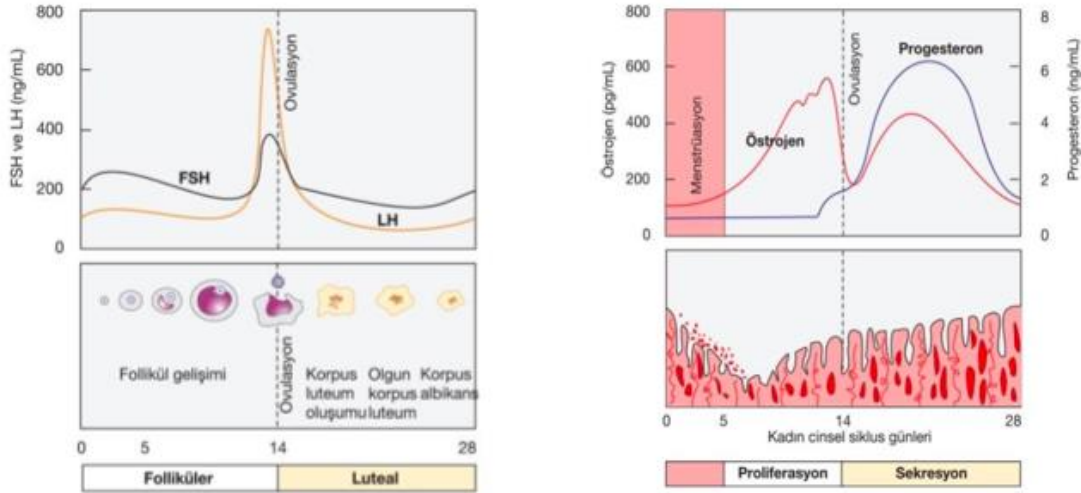 800
600
400
200
0
FSH ve LH (ng/mL)
FSH
LH
Ovulasyon
Follikül gelişimi
Ovulasyon
Korpus
luteum
oluşumu
Olgun
korpus
luteum
Korpus
albikans
0
5
14
28
Folliküler
Luteal
800
600
400
200
0
Östrojen (pg/mL)
Menstrüasyon
Östrojen
Ovulasyon
Progesteron
8
6
4
2
0
Progesteron (ng/mL)
0
5
14
28
Kadın cinsel siklus günleri
Proliferasyon
Sekresyon